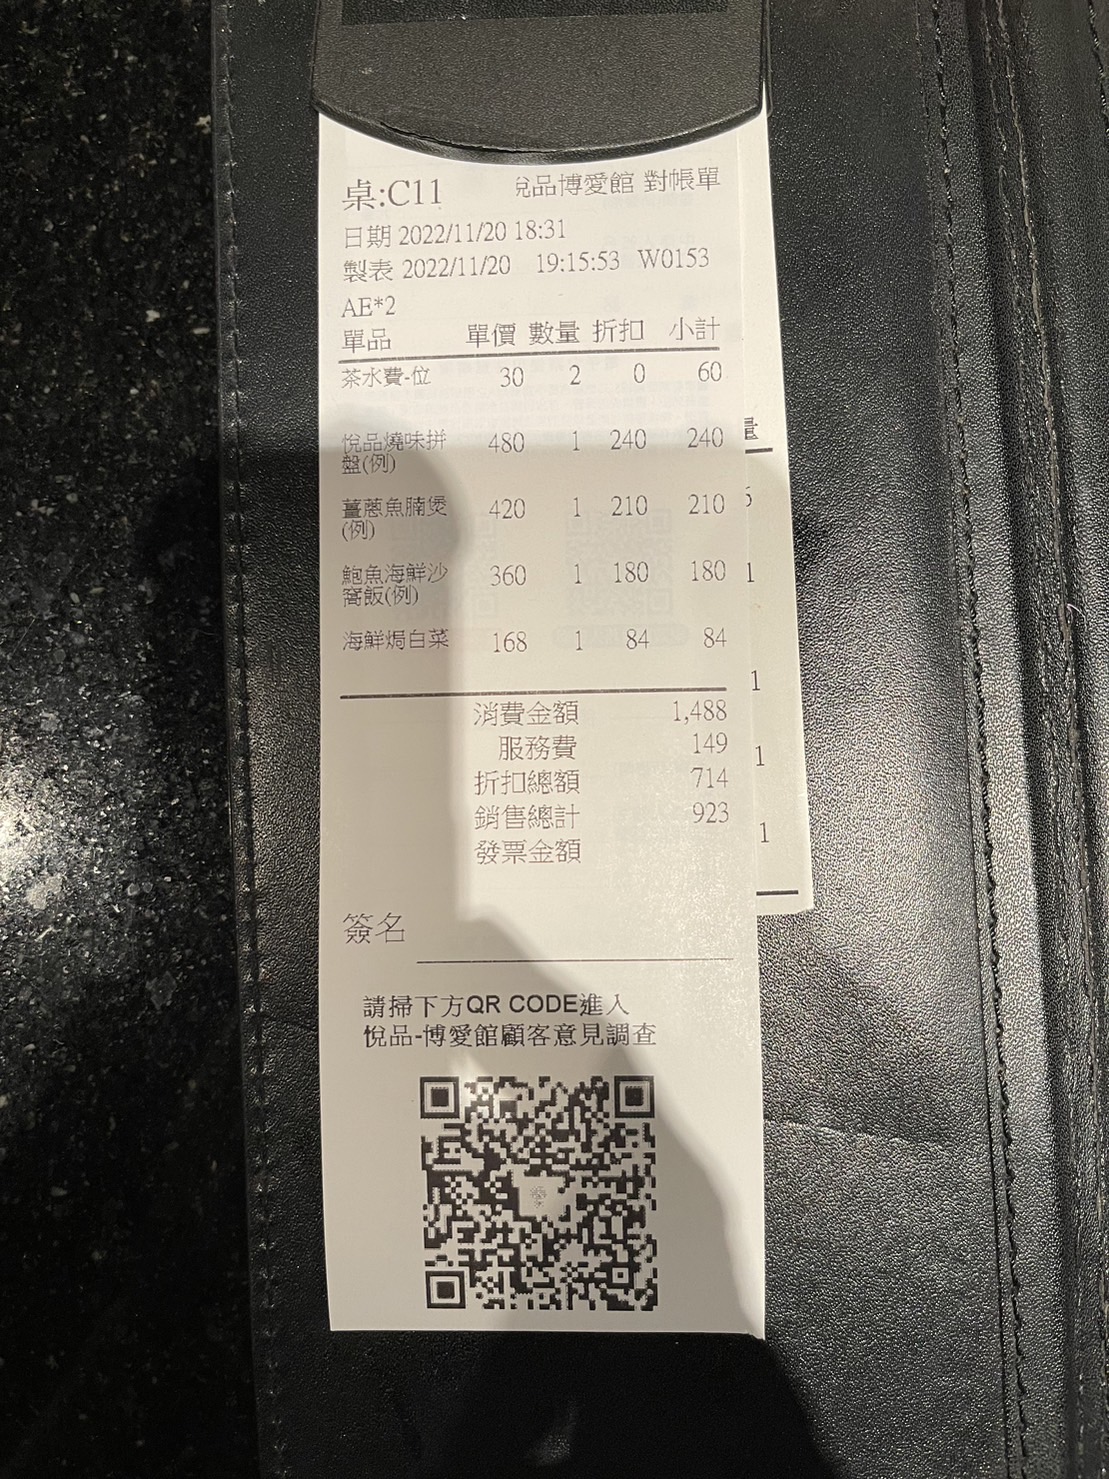 桌:C11 悅品博愛館 對帳單
日期 2022/11/20 18:31
製表 2022/11/20 19:15:53 W0153
AE*2
單品 單價 數量 折扣 小計
茶水費-位 30 2 0 60
悅品燒味拼 480 1 240 240
盤(例)
薑蔥魚腩煲 420 1 210 210
(例)
鮑魚海鮮沙 360 1 180 180
窩飯(例)
海鮮焗白菜 168 1 84 84
消費金額 1,488
服務費 149
折扣總額 714
銷售總計 923
發票金額
簽名
請掃下方QR CODE進入
悅品-博愛館顧客意見調查
量
1
1
1
1